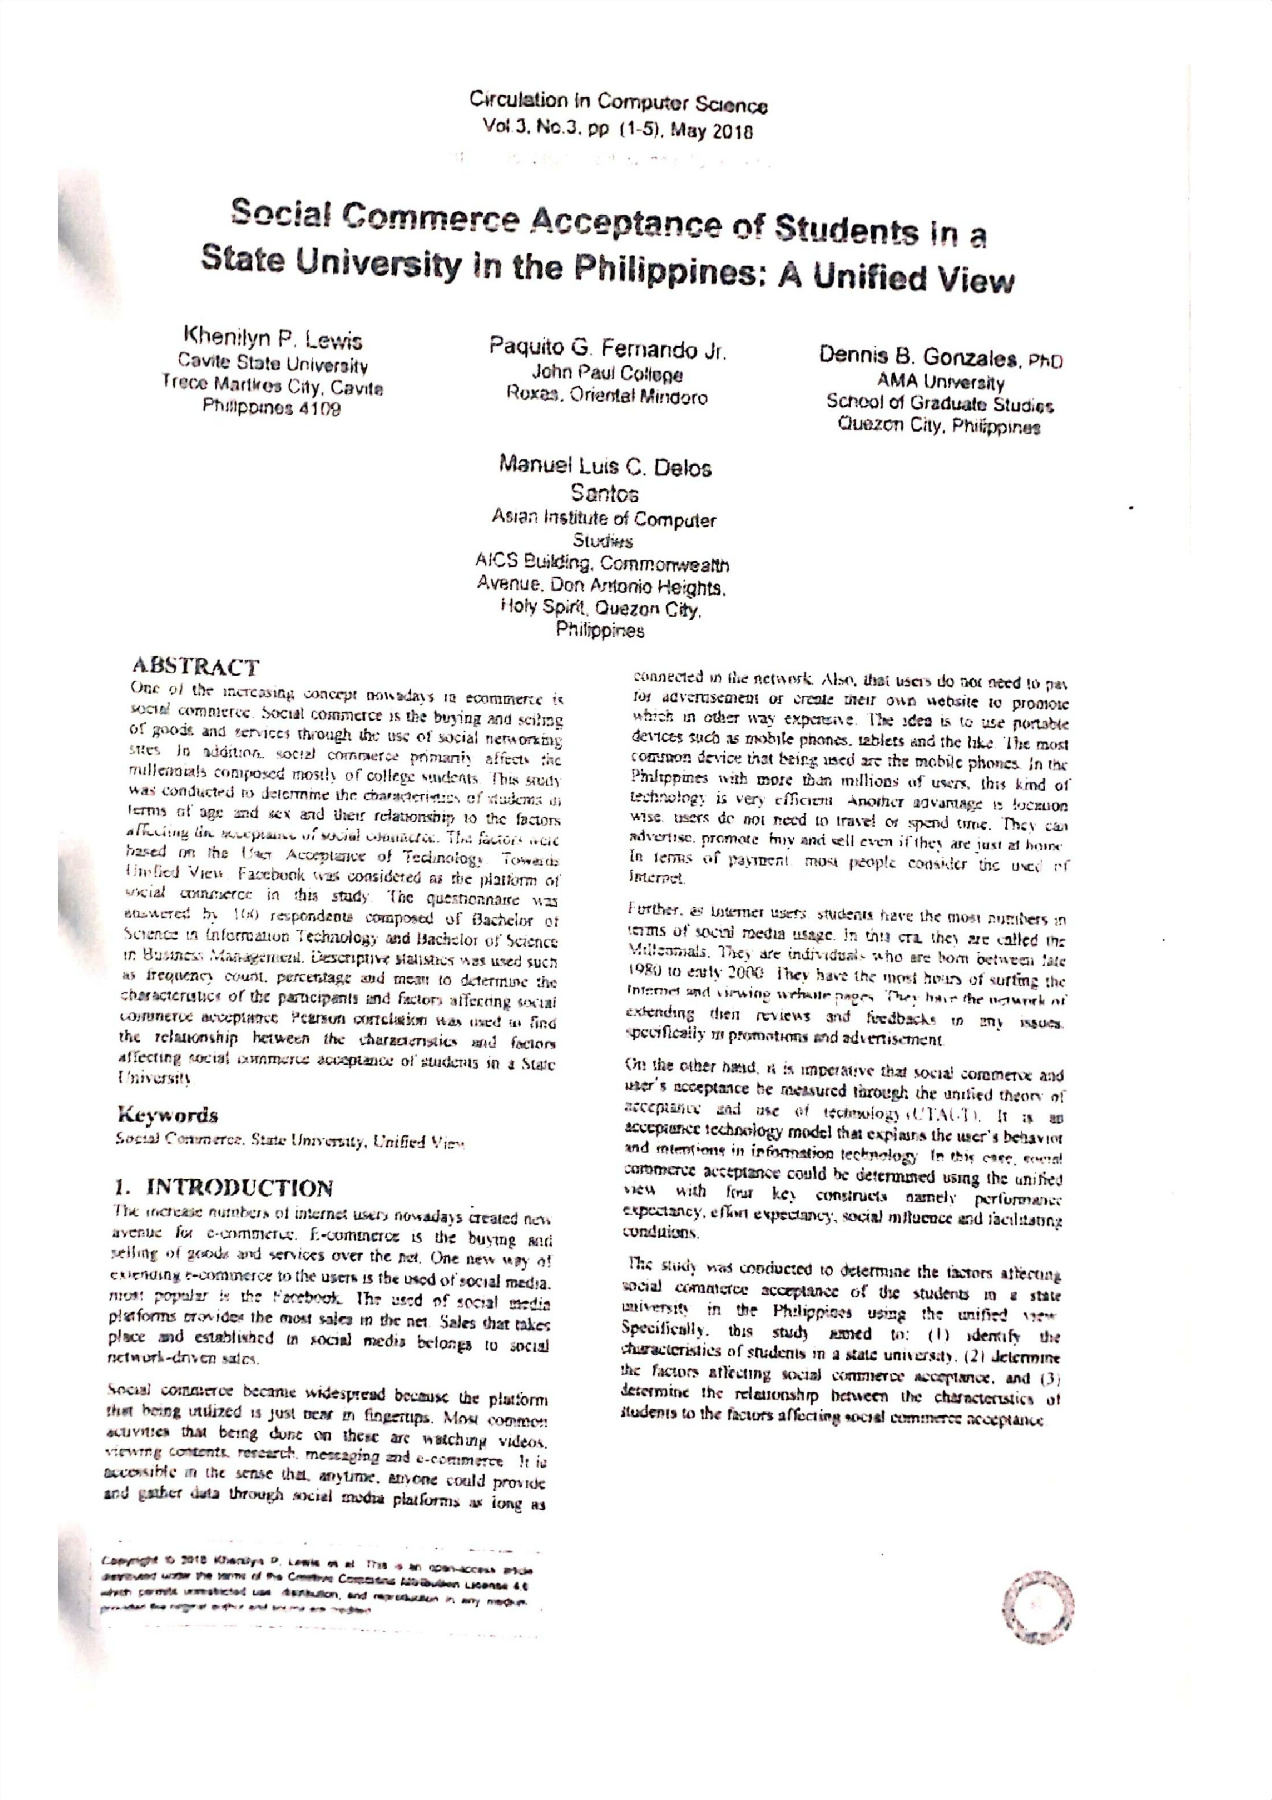 Circulation in Computer Science
Vol.3, No.3, pp (1-5), May 2018
Social Commerce Acceptance of Students in a
State University in the Philippines: A Unified View
Khenilyn P. Lewis
Cavite State University
Trece Martires City, Cavite
Philippines 4109
Paquito G. Fernando Jr.
John Paul College
Roxas, Oriental Mindoro
Dennis B. Gonzales, PhD
AMA University
School of Graduate Studies
Quezon City, Philippines
Manuel Luis C. Delos
Santos
Asian Institute of Computer
Studies
AICS Building, Commonwealth
Avenue, Don Antonio Heights,
Holy Spirit, Quezon City,
Philippines
ABSTRACT
One of the increasing concept nowadays in ecommerce is
social commerce. Social commerce is the buying and selling
of goods and services through the use of social networking
sites. In addition, social commerce primarily affects the
millennials composed mostly of college students. This study
was conducted to determine the characteristics of students in
terms of age and sex and their relationship to the factors
affecting the acceptance of social commerce. The factors were
based on the User Acceptance of Technology Towards
Unified View. Facebook was considered as the platform of
social commerce in this study. The questionnaire was
answered by 100 respondents composed of Bachelor of
Science in Information Technology and Bachelor of Science
in Business Management. Descriptive statistics was used such
as frequency count, percentage and mean to determine the
characteristics of the participants and factors affecting social
commerce acceptance. Pearson correlation was used to find
the relationship between the characteristics and factors
affecting social commerce acceptance of students in a State
University
Keywords
Social Commerce, State University, Unified View
1. INTRODUCTION
The increase numbers of internet users nowadays created new
avenue for e-commerce. E-commerce is the buying and
selling of goods and services over the net. One new way of
extending e-commerce to the users is the used of social media,
most popular is the Facebook. The used of social media
platforms provides the most sales in the net. Sales that takes
place and established in social media belongs to social
network-driven sales.
Social commerce became widespread because the platform
that being utilized is just near in fingertips. Most common
activities that being done on these are watching videos,
viewing contents, research, messaging and e-commerce. It is
accessible in the sense that, anytime, anyone could provide
and gather data through social media platforms as long as
Copyright © 2018 Khenilyn P. Lewis et al. This is an open-access article
distributed under the terms of the Creative Commons Attribution License 4.0
which permits unrestricted use, distribution, and reproduction in any medium,
provided the original author and source are credited
connected in the network. Also, that users do not need to pay
for advertisement or create their own website to promote
which in other way expensive. The idea is to use portable
devices such as mobile phones, tablets and the like. The most
common device that being used are the mobile phones. In the
Philippines with more than millions of users, this kind of
technology is very efficient. Another advantage is location
wise, users do not need to travel or spend time. They can
advertise, promote, buy and sell even if they are just at home.
In terms of payment, most people consider the used of
Internet.
Further, as Internet users, students have the most numbers in
terms of social media usage. In this era, they are called the
Millennials. They are individuals who are born between late
1980 to early 2000. They have the most hours of surfing the
Internet and viewing website pages. They have the network of
extending their reviews and feedbacks in any issues,
specifically in promotions and advertisement.
On the other hand, it is imperative that social commerce and
user's acceptance be measured through the unified theory of
acceptance and use of technology (UTAUT). It is an
acceptance technology model that explains the user's behavior
and intentions in information technology. In this case, social
commerce acceptance could be determined using the unified
view with four key constructs namely performance
expectancy, effort expectancy, social influence and facilitating
conditions.
The study was conducted to determine the factors affecting
social commerce acceptance of the students in a state
university in the Philippines using the unified view.
Specifically, this study aimed to: (1) identify the
characteristics of students in a state university, (2) determine
the factors affecting social commerce acceptance, and (3)
determine the relationship between the characteristics of
students to the factors affecting social commerce acceptance.